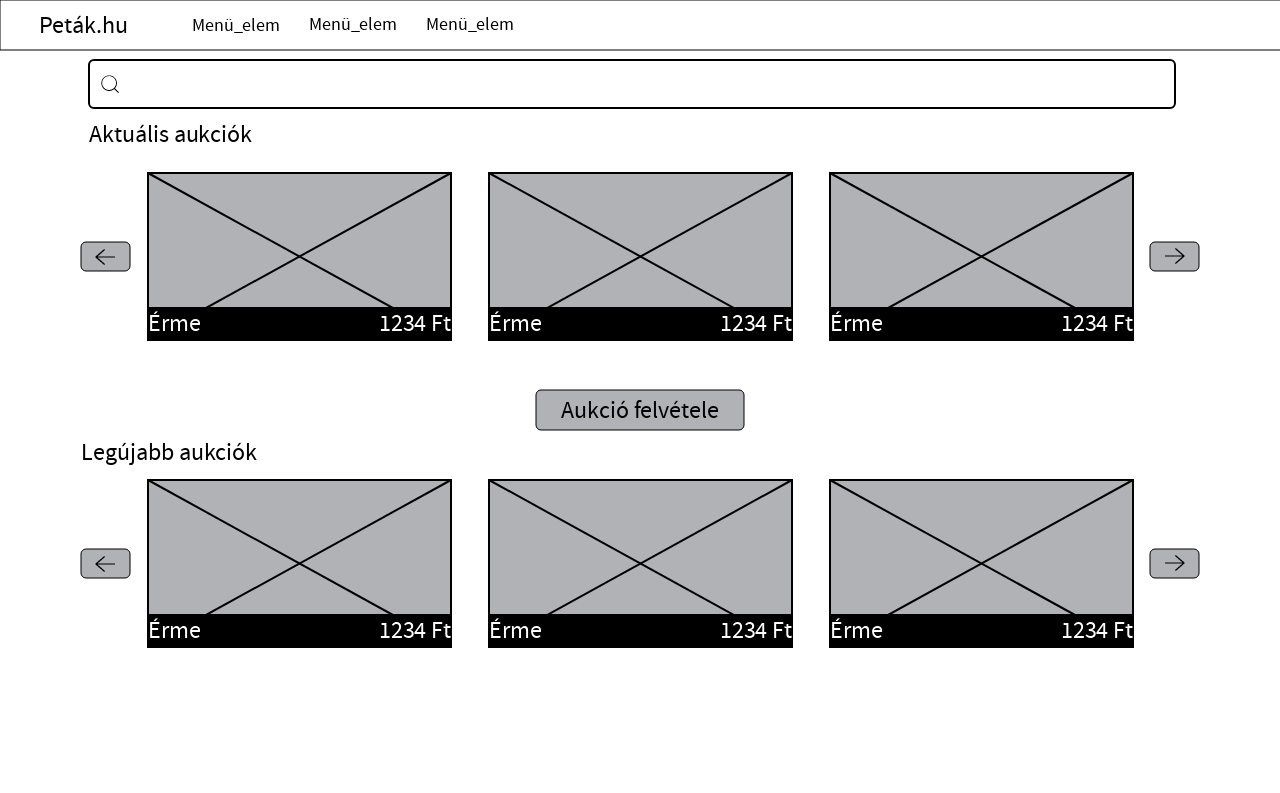 Peták.hu Menü_elem Menü_elem Menü_elem
Aktuális aukciók
Érme 1234 Ft Érme 1234 Ft Érme 1234 Ft
Aukció felvétele
Legújabb aukciók
Érme 1234 Ft Érme 1234 Ft Érme 1234 Ft